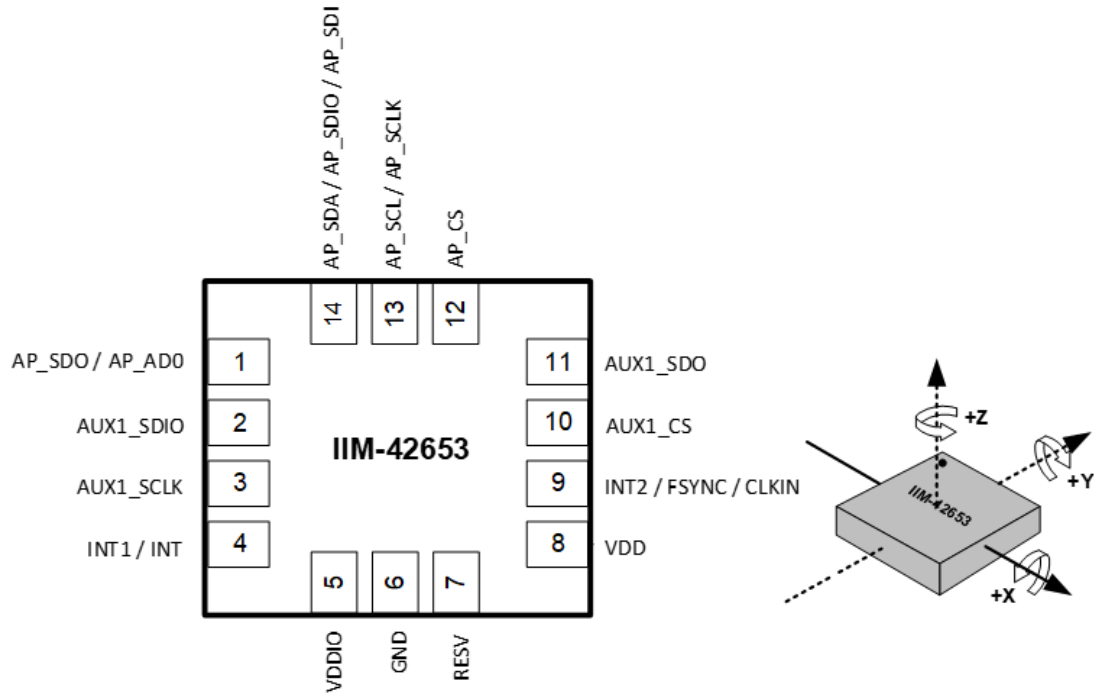 AP_SDA / AP_SDIO / AP_SDI
AP_SCL / AP_SCLK
AP_CS
14
13
12
AP_SDO / AP_AD0
1
11
AUX1_SDO
AUX1_SDIO
2
10
AUX1_CS
IIM-42653
AUX1_SCLK
3
9
INT2 / FSYNC / CLKIN
INT1 / INT
4
8
VDD
5
6
7
VDDIO
GND
RESV
+Z
+Y
IIM-42653
+X